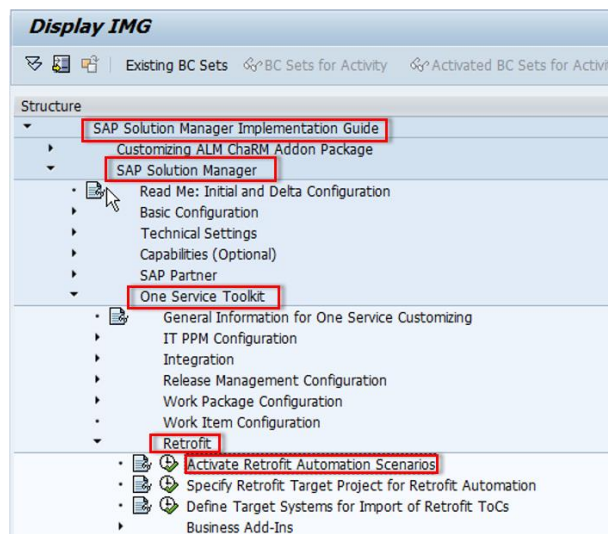 Display IMG
Existing BC Sets BC Sets for Activity Activated BC Sets for Activi
Structure
SAP Solution Manager Implementation Guide
Customizing ALM ChaRM Addon Package
SAP Solution Manager
Read Me: Initial and Delta Configuration
Basic Configuration
Technical Settings
Capabilities (Optional)
SAP Partner
One Service Toolkit
General Information for One Service Customizing
IT PPM Configuration
Integration
Release Management Configuration
Work Package Configuration
Work Item Configuration
Retrofit
Activate Retrofit Automation Scenarios
Specify Retrofit Target Project for Retrofit Automation
Define Target Systems for Import of Retrofit ToCs
Business Add-Ins